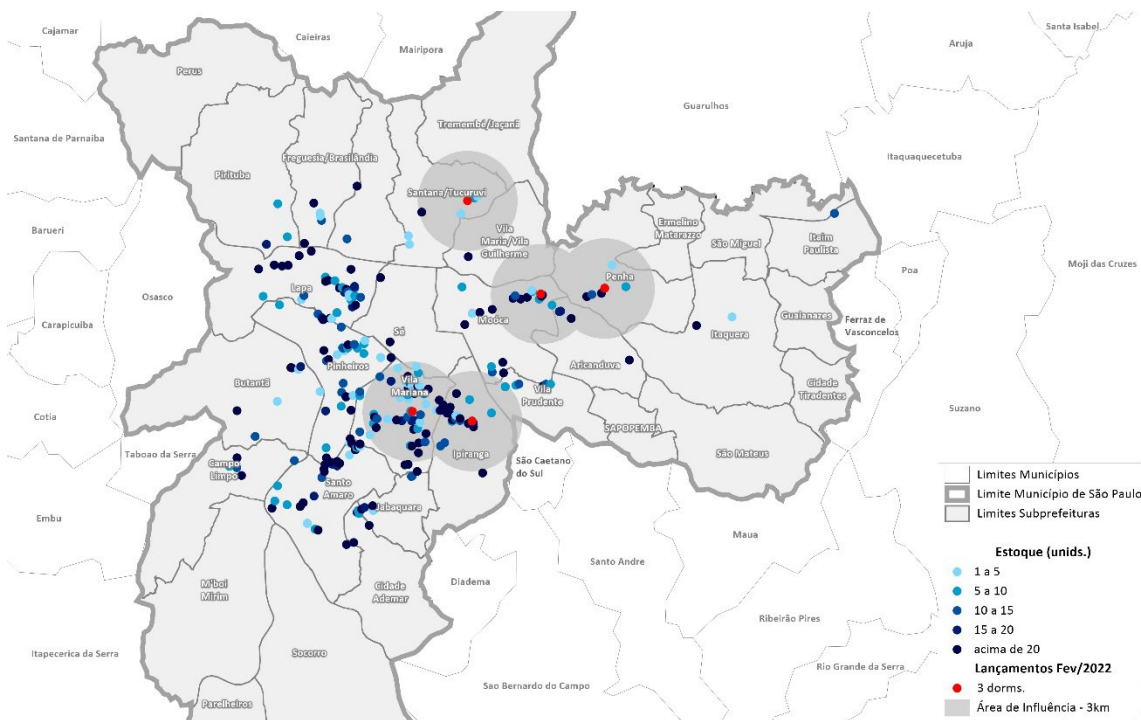 Cajamar
Caieiras
Mairipora
Santa Isabel
Aruja
Perus
Guarulhos
Santana de Parnaiba
Tremembé/Jaçanã
Freguesia/Brasilândia
Itaquaquecetuba
Pirituba
Santana/Tucuruvi
Ermelino
Matarazzo
Vila
Maria/Vila
Guilherme
São Miguel
Itaim
Paulista
Barueri
Poa
Moji das Cruzes
Penha
Lapa
Osasco
Guaianazes
Ferraz de
Vasconcelos
Carapicuiba
Moóca
Itaquera
Sé
Pinheiros
Aricanduva
Butantã
Vila
Mariana
Vila
Prudente
Cidade
Tiradentes
Suzano
Cotia
SAPOPEMBA
Taboao da Serra
Ipiranga
São Caetano
do Sul
São Mateus
Campo
Limpo
Santo
Amaro
Jabaquara
Embu
Maua
Santo Andre
M'boi
Mirim
Cidade
Ademar
Diadema
Ribeirão Pires
Itapecerica da Serra
Socorro
Rio Grande da Serra
Sao Bernardo do Campo
Parelheiros
Limites Municípios
Limite Município de São Paulo
Limites Subprefeituras
Estoque (unids.)
1 a 5
5 a 10
10 a 15
15 a 20
acima de 20
Lançamentos Fev/2022
3 dorms.
Área de Influência - 3km